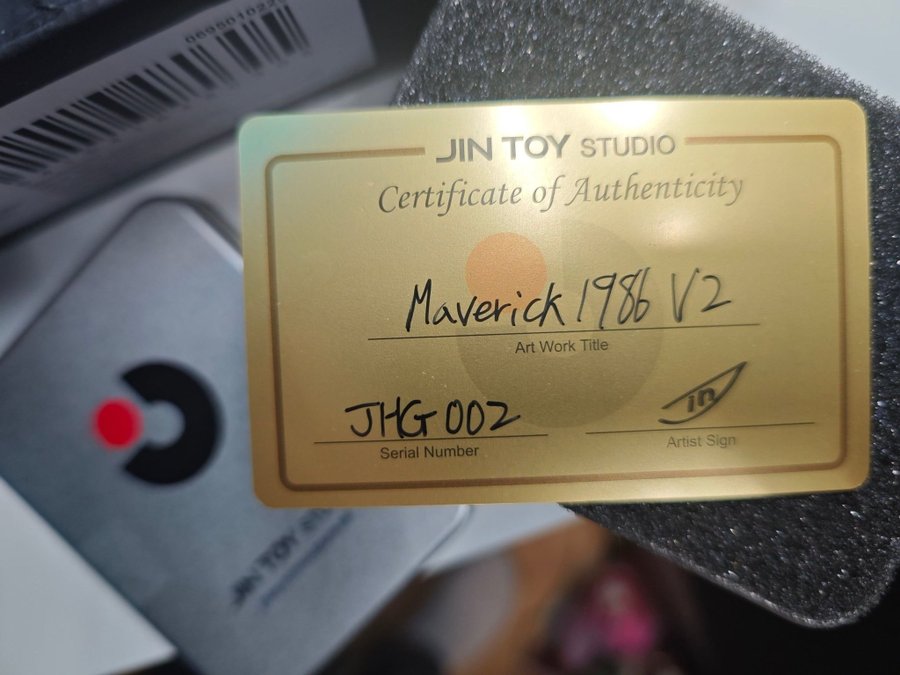 JIN TOY STUDIO
Certificate of Authenticity
Maverick 1986 V2
Art Work Title
JHG 002
Serial Number
in
Artist Sign
JIN TOY